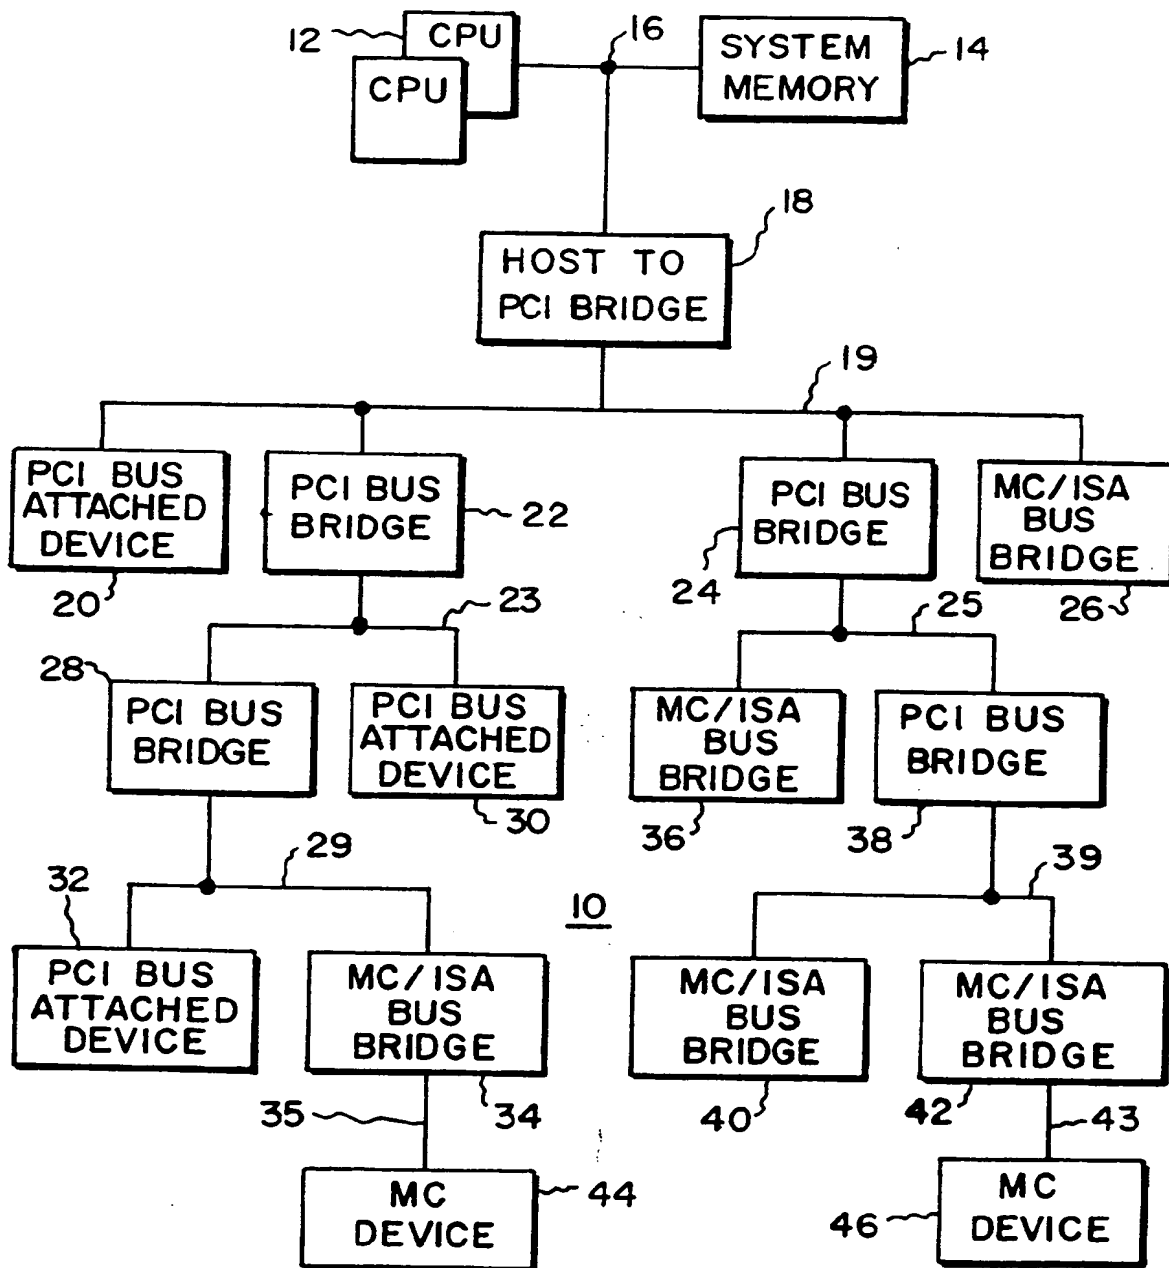 12
CPU
CPU
16
SYSTEM
MEMORY
14
HOST TO
PCI BRIDGE
18
19
PCI BUS
ATTACHED
DEVICE
20
PCI BUS
BRIDGE
22
PCI BUS
BRIDGE
24
MC/ISA
BUS
BRIDGE
26
23
25
28
PCI BUS
BRIDGE
PCI BUS
ATTACHED
DEVICE
30
MC/ISA
BUS
BRIDGE
36
PCI BUS
BRIDGE
38
29
39
10
32
PCI BUS
ATTACHED
DEVICE
MC/ISA
BUS
BRIDGE
34
MC/ISA
BUS
BRIDGE
40
MC/ISA
BUS
BRIDGE
42
35
43
MC
DEVICE
44
MC
DEVICE
46